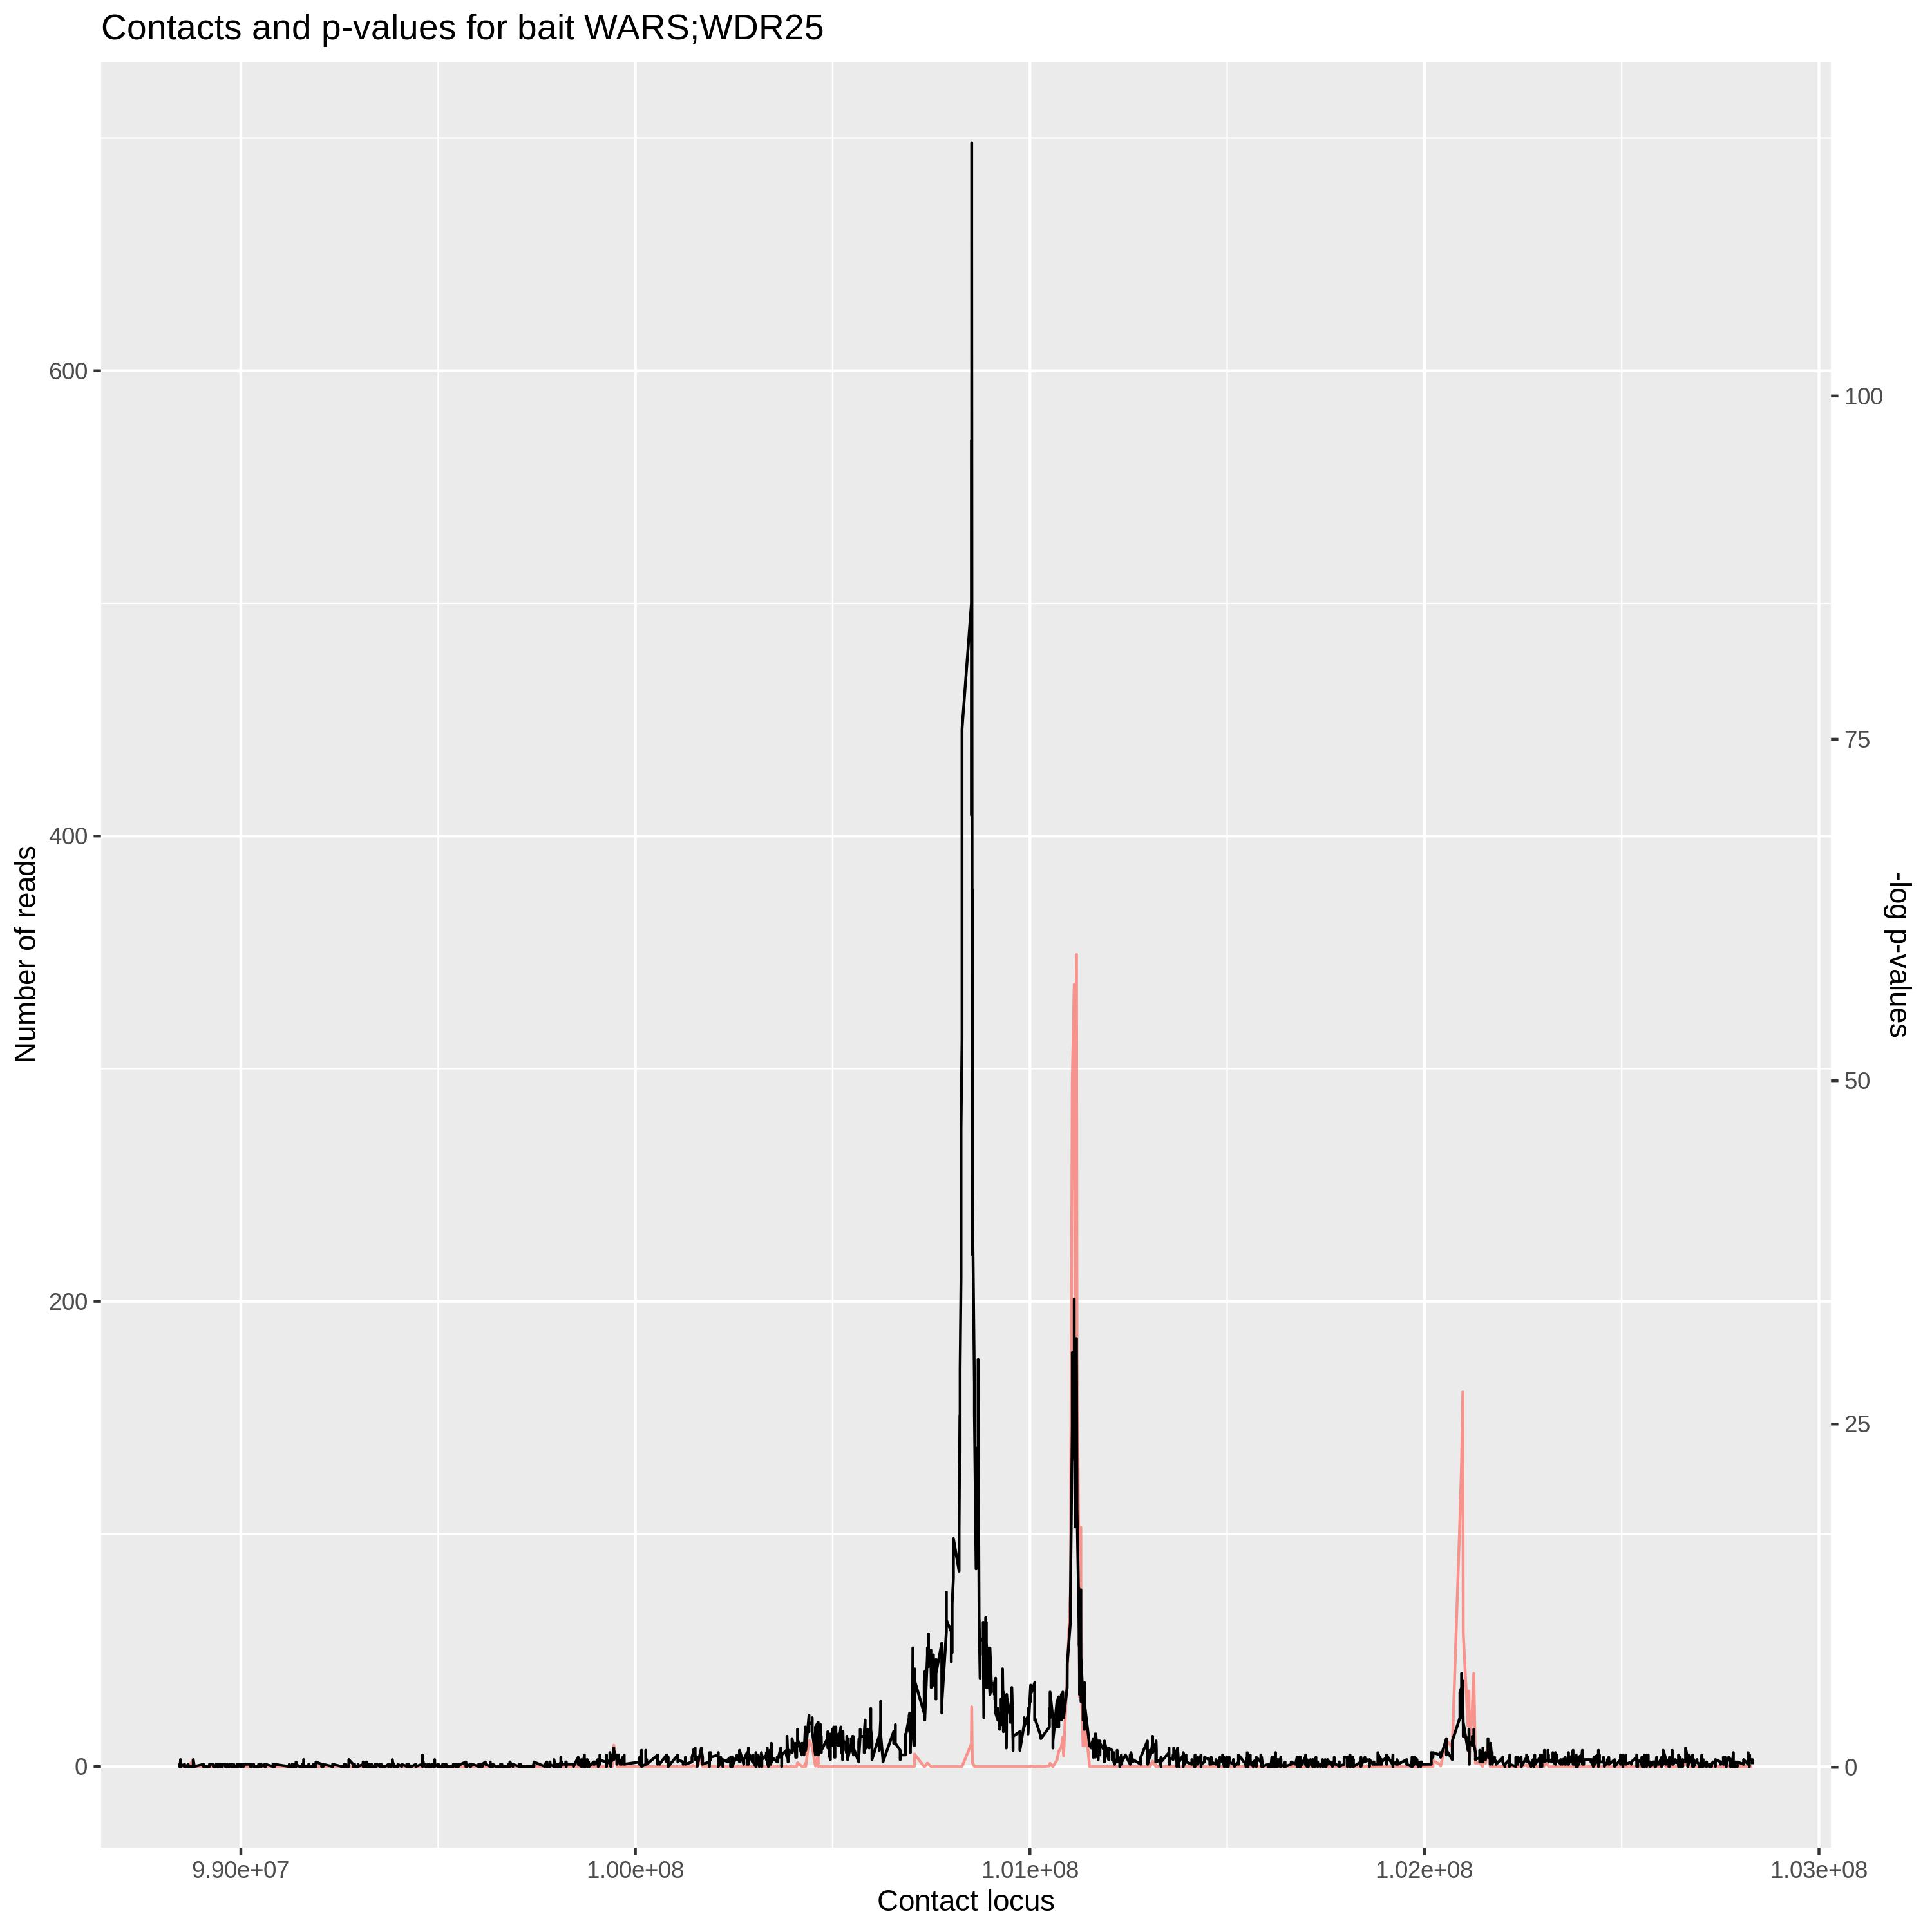 Contacts and p-values for bait WARS;WDR25
600
400
200
0
Number of reads
100
75
50
25
0
-log p-values
9.90e+07
1.00e+08
1.01e+08
1.02e+08
1.03e+08
Contact locus